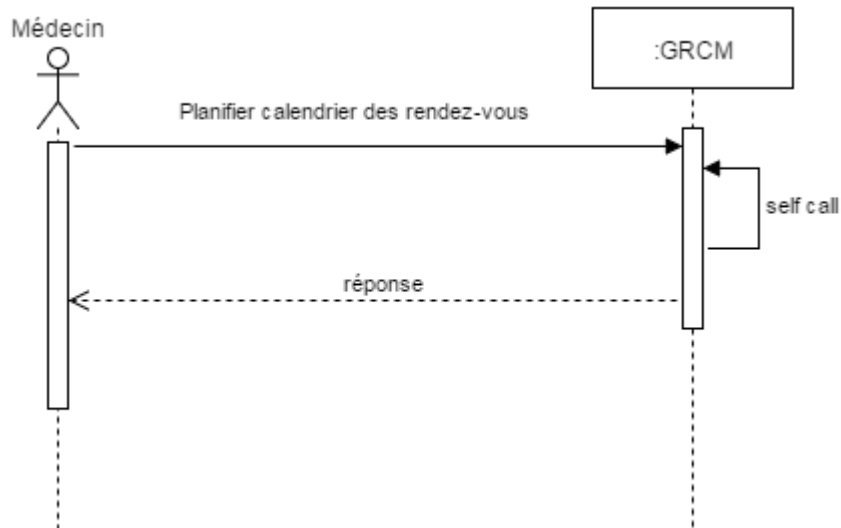 Médecin
:GRCM
Planifier calendrier des rendez-vous
self call
réponse